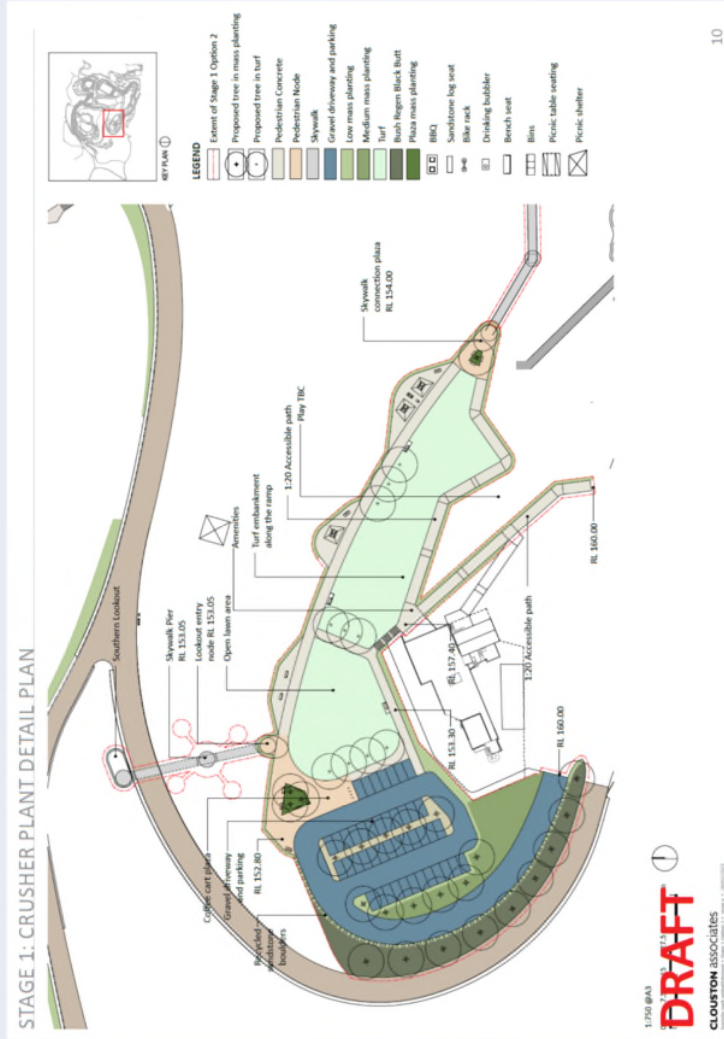 STAGE 1: CRUSHER PLANT DETAIL PLAN
Southern Lookout
Skywalk Pier
RL 153.05
Lookout entry
node RL 153.05
Open lawn area
Amenities
Turf embankment
along the ramp
1:20 Accessible path
Play TBC
Skywalk
connection plaza
RL 154.00
Coffee cart plaza
Gravel driveway
and parking
RL 152.80
Recycled
sandstone
boulders
RL 153.30
RL 157.40
1:20 Accessible path
RL 160.00
RL 160.00
KEY PLAN
LEGEND
Extent of Stage 1 Option 2
Proposed tree in mass planting
Proposed tree in turf
Pedestrian Concrete
Pedestrian Node
Skywalk
Gravel driveway and parking
Low mass planting
Medium mass planting
Turf
Bush Regen Black Butt
Plaza mass planting
BBQ
Sandstone log seat
Bike rack
Drinking bubbler
Bench seat
Bins
Picnic table seating
Picnic shelter
1:750 @A3
DRAFT
CLOUSTON associates
10